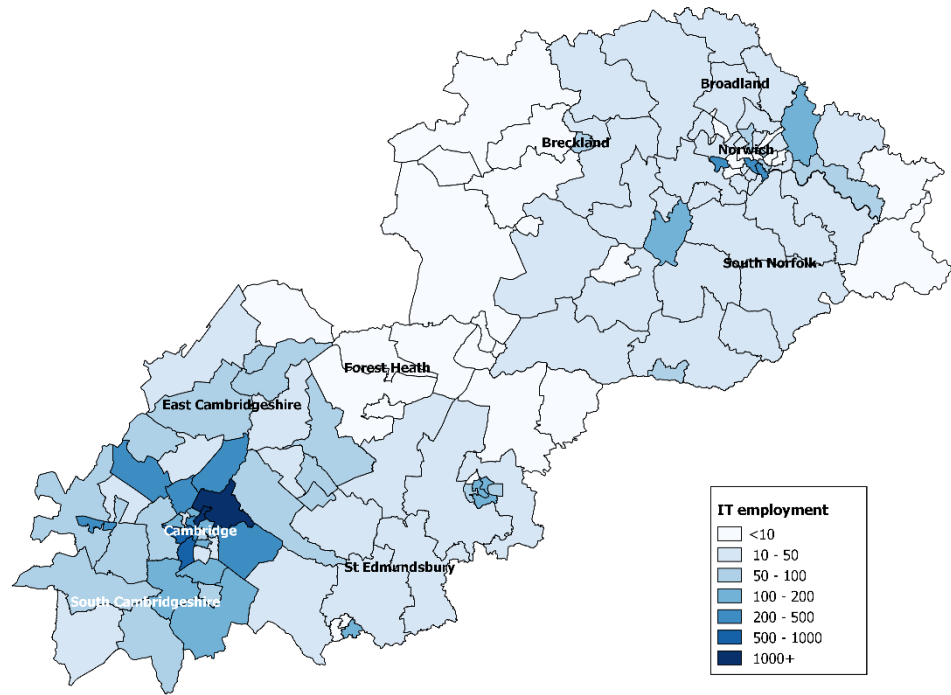 Broadland
Breckland
Norwich
South Norfolk
Forest Heath
East Cambridgeshire
Cambridge
St Edmundsbury
South Cambridgeshire
IT employment
<10
10 - 50
50 - 100
100 - 200
200 - 500
500 - 1000
1000+